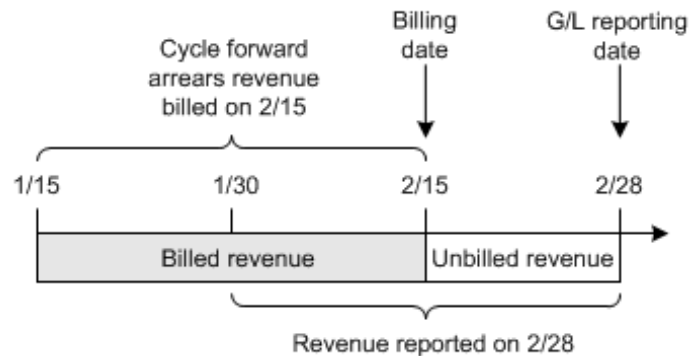 Cycle forward
arrears revenue
billed on 2/15
Billing
date
G/L reporting
date
1/15
1/30
2/15
2/28
Billed revenue
Unbilled revenue
Revenue reported on 2/28